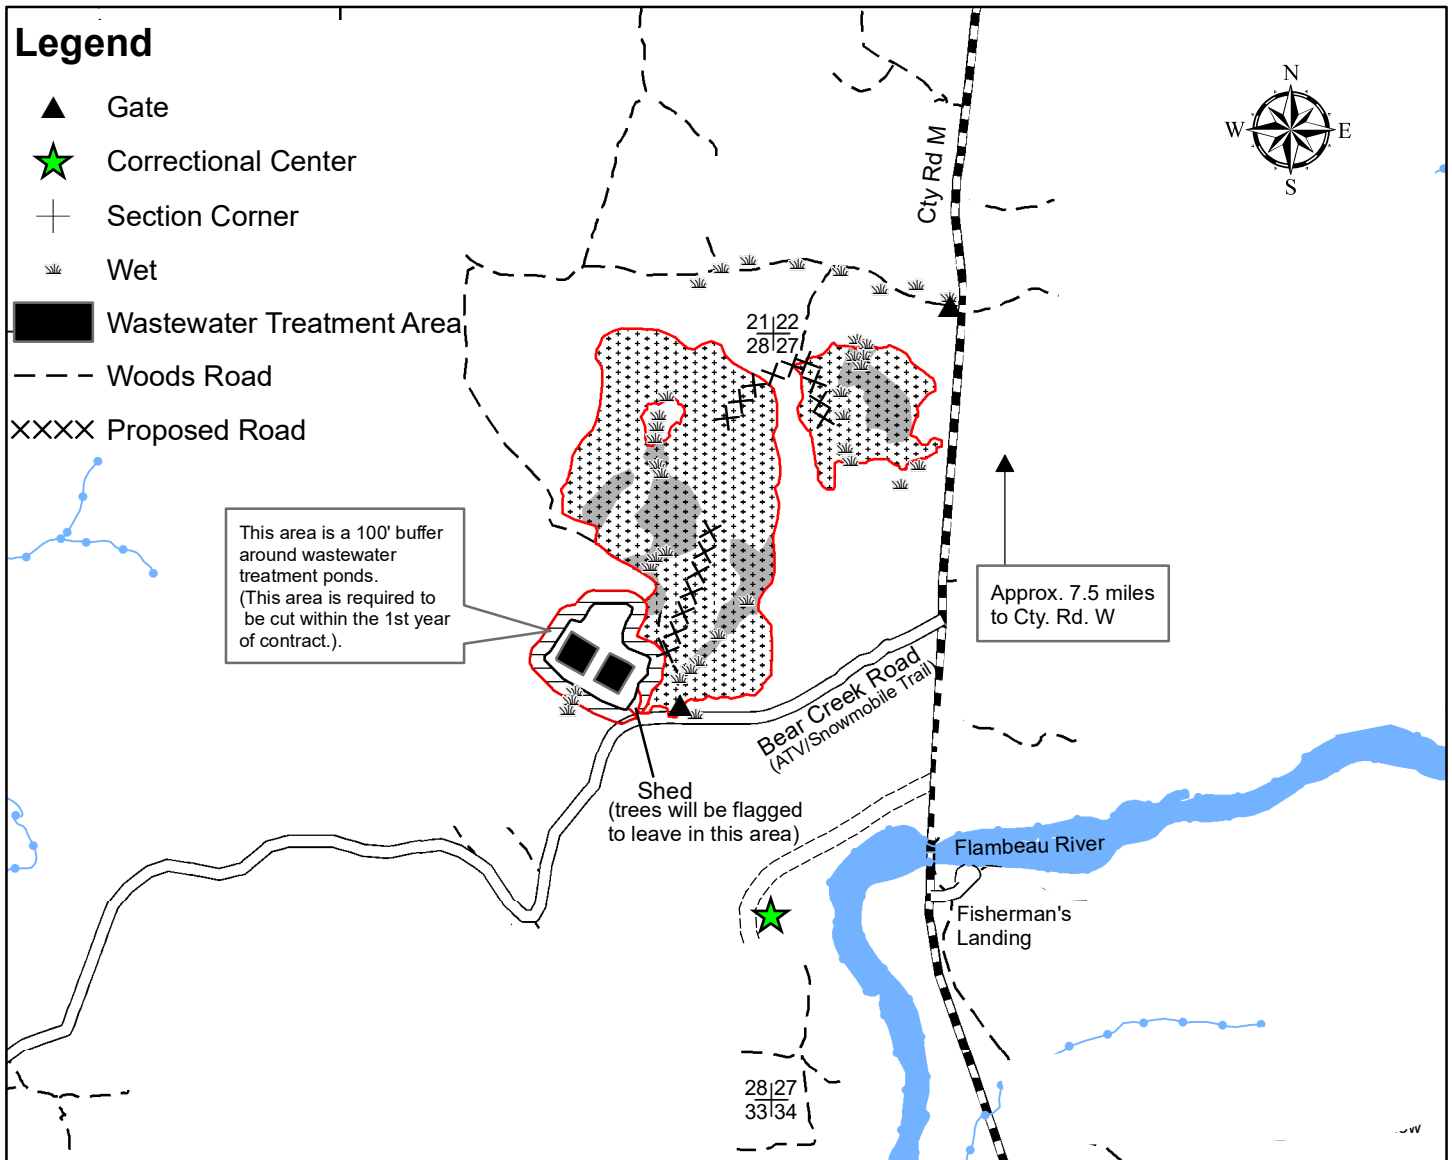 Legend
Gate
Correctional Center
Section Corner
Wet
Wastewater Treatment Area
Woods Road
Proposed Road
N
W E
S
Cty Rd M
21 22
28 27
This area is a 100' buffer
around wastewater
treatment ponds.
(This area is required to
be cut within the 1st year
of contract.).
Approx. 7.5 miles
to Cty. Rd. W
Bear Creek Road
(ATV/Snowmobile Trail)
Shed
(trees will be flagged
to leave in this area)
Flambeau River
Fisherman's
Landing
28 27
33 34